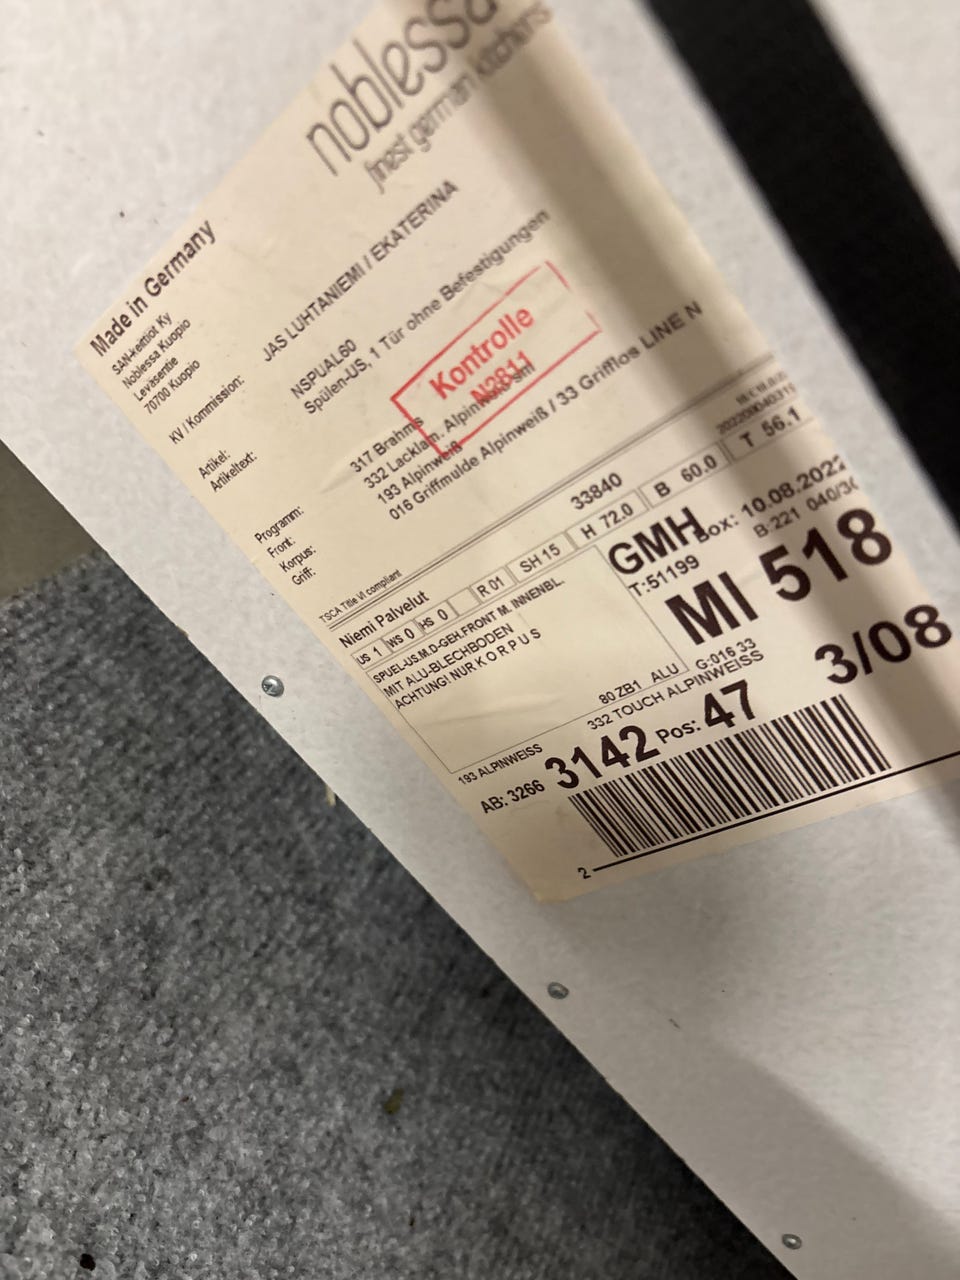 noblessa
finest german kitchens
Made in Germany
SAN-keittiöt Ky
Noblessa Kuopio
Leväsentie
70700 Kuopio
KV / Kommission: JAS LUHTANIEMI / EKATERINA
Artikel: NSPUAL60
Artikeltext: Spülen-US, 1 Tür ohne Befestigungen
Kontrolle
N2811
Programm: 317 Brahms
Front: 332 Lacklam. Alpinweiß sm
Korpus: 193 Alpinweiß
Griff: 016 Griffmulde Alpinweiß / 33 Grifflos LINE N
TSCA Title VI compliant
Niemi Palvelut 33840
US 1 WS 0 HS 0 R 01 SH 15 H 72.0 B 60.0 T 56.1
SPUEL-US.M.D-GEH.FRONT M. INNENBL.
MIT ALU-BLECHBODEN
ACHTUNG! NUR K O R P U S
GMH
Box: 10.08.2022
T:51199
B:221
MI 518
80 ZB1 ALU G:016 33
193 ALPINWEISS 332 TOUCH ALPINWEISS
3/08
AB: 3266 3142 Pos: 47
2